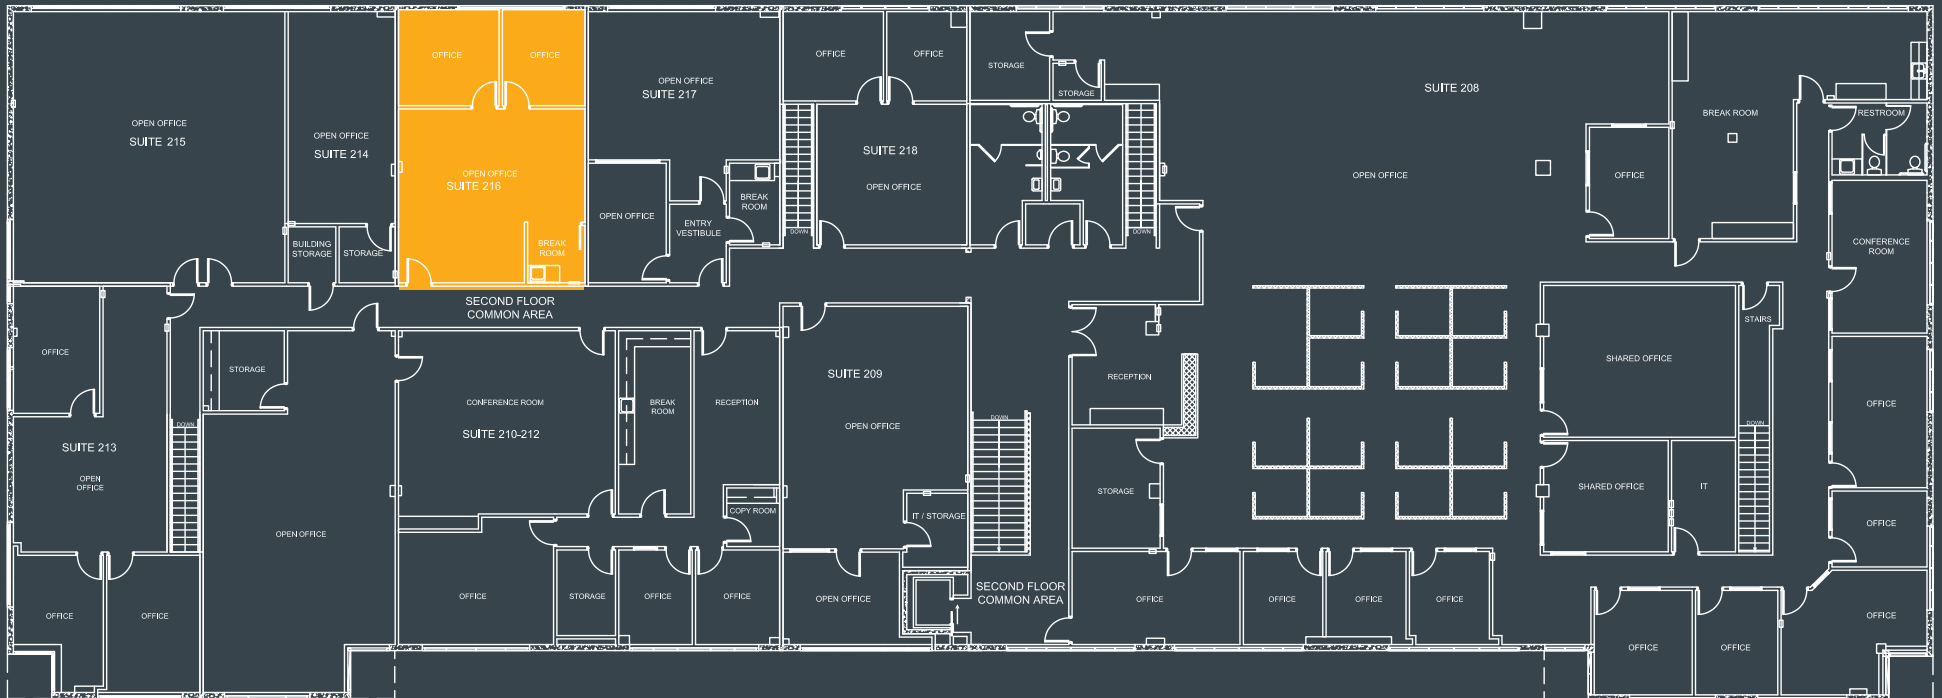 OPEN OFFICE
SUITE 215
OPEN OFFICE
SUITE 214
BUILDING
STORAGE
STORAGE
OFFICE
OFFICE
OPEN OFFICE
SUITE 216
BREAK
ROOM
OPEN OFFICE
SUITE 217
OPEN OFFICE
ENTRY
VESTIBULE
BREAK
ROOM
DOWN
OFFICE
OFFICE
SUITE 218
OPEN OFFICE
STORAGE
STORAGE
DOWN
SUITE 208
OPEN OFFICE
OFFICE
BREAK ROOM
RESTROOM
CONFERENCE
ROOM
SECOND FLOOR
COMMON AREA
OFFICE
SUITE 213
OPEN
OFFICE
DOWN
OFFICE
OFFICE
STORAGE
OPEN OFFICE
CONFERENCE ROOM
SUITE 210-212
BREAK
ROOM
RECEPTION
COPY ROOM
OFFICE
STORAGE
OFFICE
OFFICE
SUITE 209
OPEN OFFICE
IT / STORAGE
OPEN OFFICE
DOWN
SECOND FLOOR
COMMON AREA
RECEPTION
STORAGE
OFFICE
OFFICE
OFFICE
OFFICE
SHARED OFFICE
SHARED OFFICE
IT
STAIRS
DOWN
OFFICE
OFFICE
OFFICE
OFFICE
OFFICE